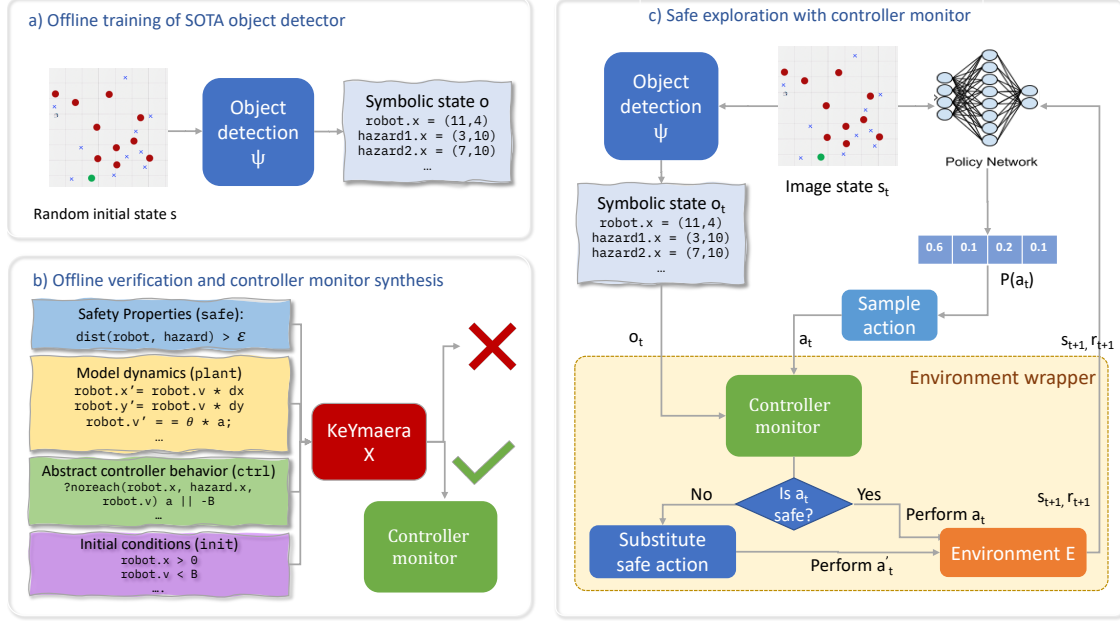 a) Offline training of SOTA object detector
Object
detection
ψ
Symbolic state o
robot.x = (11,4)
hazard1.x = (3,10)
hazard2.x = (7,10)
…
Random initial state s
b) Offline verification and controller monitor synthesis
Safety Properties (safe):
dist(robot, hazard) > ℰ
Model dynamics (plant)
robot.x’= robot.v * dx
robot.y’= robot.v * dy
robot.v’ = = θ * a;
…
Abstract controller behavior (ctrl)
?noreach(robot.x, hazard.x,
robot.v) a || -B
…
Initial conditions (init)
robot.x > 0
robot.v < B
….
KeYmaera
X
Controller
monitor
c) Safe exploration with controller monitor
Object
detection
ψ
Image state sₜ
Policy Network
Symbolic state oₜ
robot.x = (11,4)
hazard1.x = (3,10)
hazard2.x = (7,10)
…
0.6 0.1 0.2 0.1
P(aₜ)
Sample
action
oₜ
aₜ
sₜ₊₁, rₜ₊₁
Environment wrapper
Controller
monitor
Is aₜ
safe?
No
Yes
Perform aₜ
sₜ₊₁, rₜ₊₁
Substitute
safe action
Perform a′ₜ
Environment E